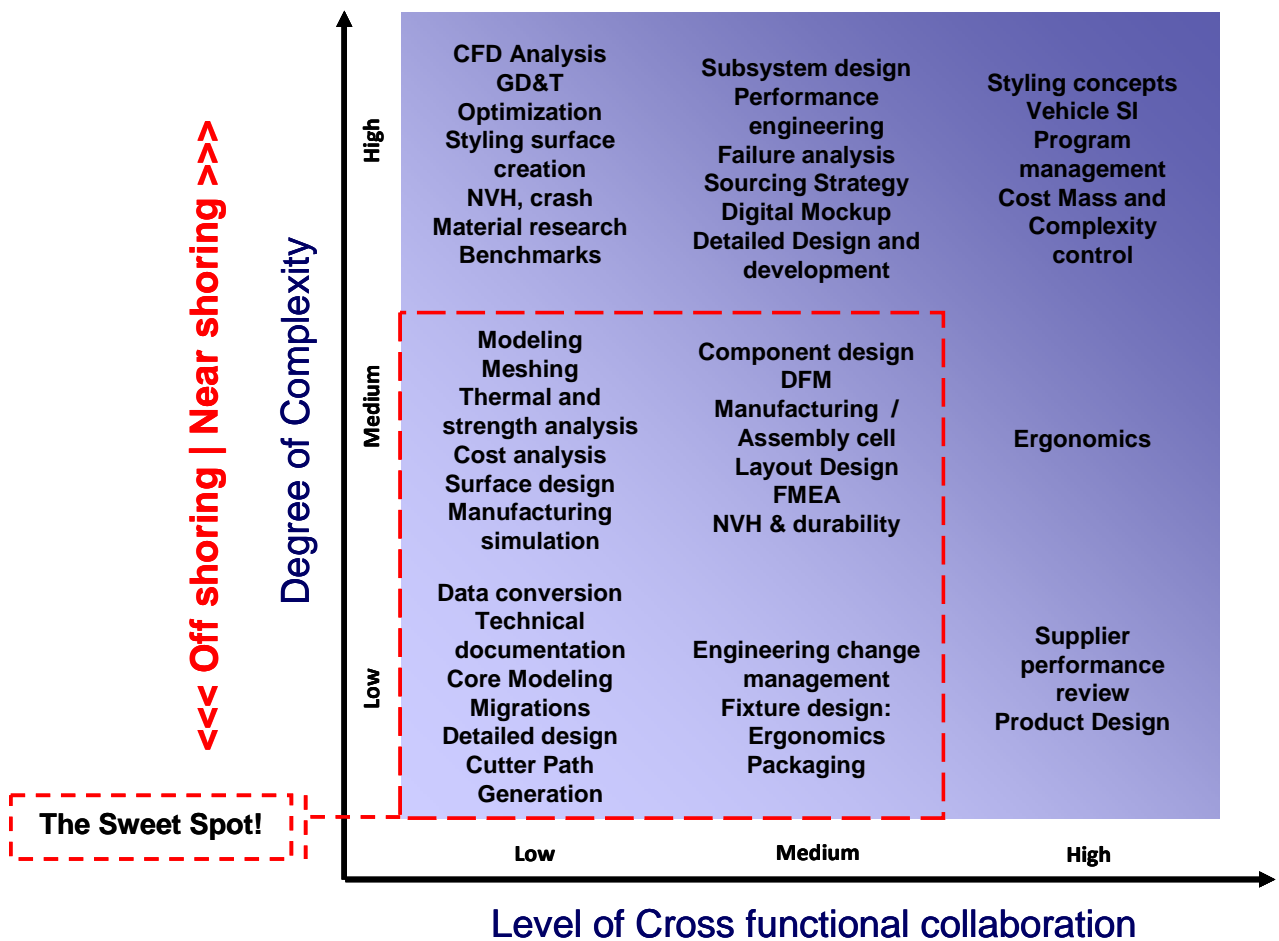 <<< Off shoring | Near shoring >>>
Degree of Complexity
High
CFD Analysis
GD&T
Optimization
Styling surface
creation
NVH, crash
Material research
Benchmarks
Subsystem design
Performance
engineering
Failure analysis
Sourcing Strategy
Digital Mockup
Detailed Design and
development
Styling concepts
Vehicle SI
Program
management
Cost Mass and
Complexity
control
Medium
Modeling
Meshing
Thermal and
strength analysis
Cost analysis
Surface design
Manufacturing
simulation
Component design
DFM
Manufacturing /
Assembly cell
Layout Design
FMEA
NVH & durability
Ergonomics
Low
Data conversion
Technical
documentation
Core Modeling
Migrations
Detailed design
Cutter Path
Generation
Engineering change
management
Fixture design:
Ergonomics
Packaging
Supplier
performance
review
Product Design
The Sweet Spot!
Low
Medium
High
Level of Cross functional collaboration